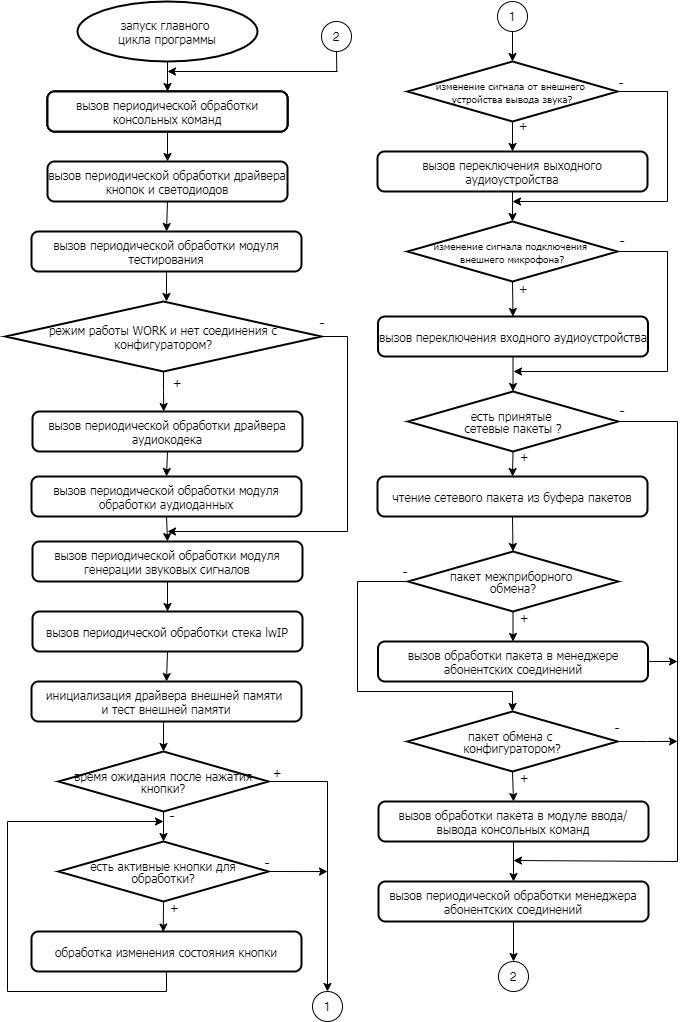 запуск главного
цикла программы
2
вызов периодической обработки
консольных команд
вызов периодической обработки драйвера
кнопок и светодиодов
вызов периодической обработки модуля
тестирования
режим работы WORK и нет соединения с
конфигуратором?
-
+
вызов периодической обработки драйвера
аудиокодека
вызов периодической обработки модуля
обработки аудиоданных
вызов периодической обработки модуля
генерации звуковых сигналов
вызов периодической обработки стека lwIP
инициализация драйвера внешней памяти
и тест внешней памяти
время ожидания после нажатия
кнопки?
+
-
есть активные кнопки для
обработки?
-
+
обработка изменения состояния кнопки
1
1
изменение сигнала от внешнего
устройства вывода звука?
-
+
вызов переключения выходного
аудиоустройства
изменение сигнала подключения
внешнего микрофона?
-
+
вызов переключения входного аудиоустройства
есть принятые
сетевые пакеты ?
-
+
чтение сетевого пакета из буфера пакетов
пакет межприборного
обмена?
-
+
вызов обработки пакета в менеджере
абонентских соединений
пакет обмена с
конфигуратором?
-
+
вызов обработки пакета в модуле ввода/
вывода консольных команд
вызов периодической обработки менеджера
абонентских соединений
2